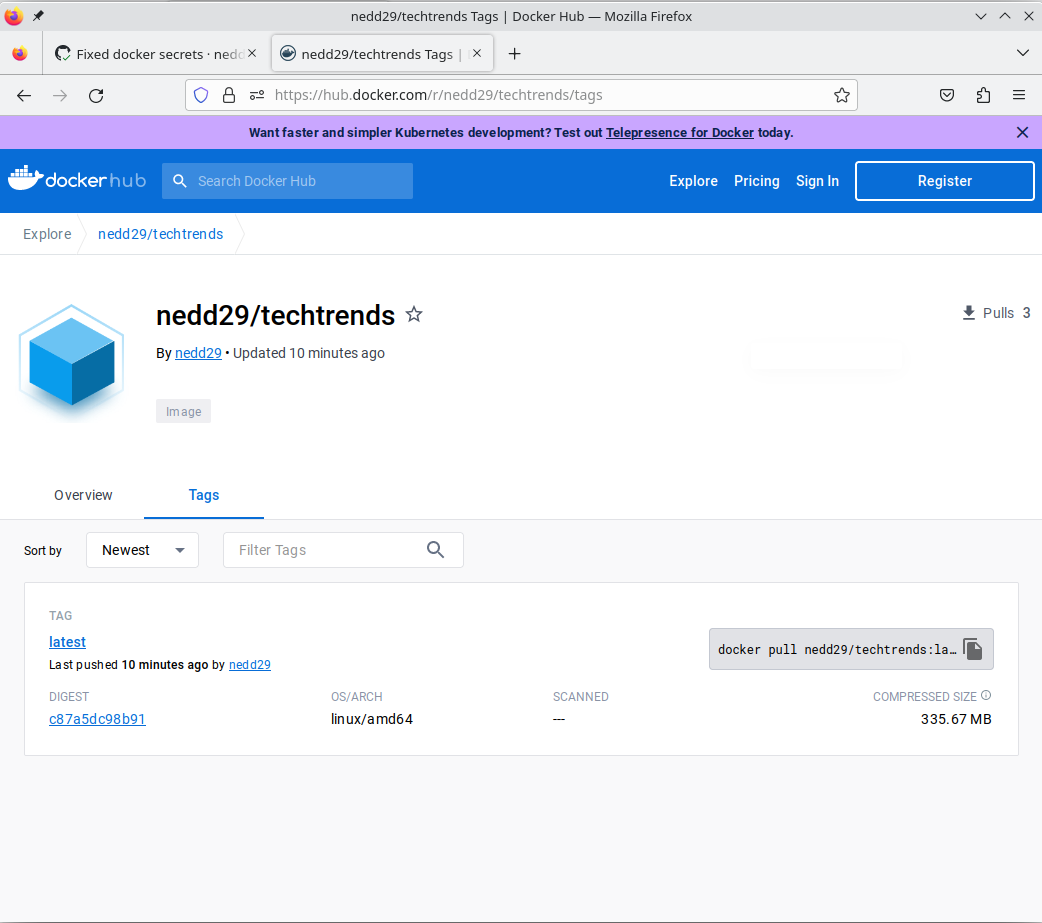 nedd29/techtrends Tags | Docker Hub — Mozilla Firefox
Fixed docker secrets · nedd
nedd29/techtrends Tags |
https://hub.docker.com/r/nedd29/techtrends/tags
Want faster and simpler Kubernetes development? Test out Telepresence for Docker today.
dockerhub
Search Docker Hub
Explore
Pricing
Sign In
Register
Explore
nedd29/techtrends
nedd29/techtrends
Pulls 3
By nedd29 • Updated 10 minutes ago
Image
Overview
Tags
Sort by
Newest
Filter Tags
TAG
latest
Last pushed 10 minutes ago by nedd29
docker pull nedd29/techtrends:la…
DIGEST
OS/ARCH
SCANNED
COMPRESSED SIZE
c87a5dc98b91
linux/amd64
---
335.67 MB